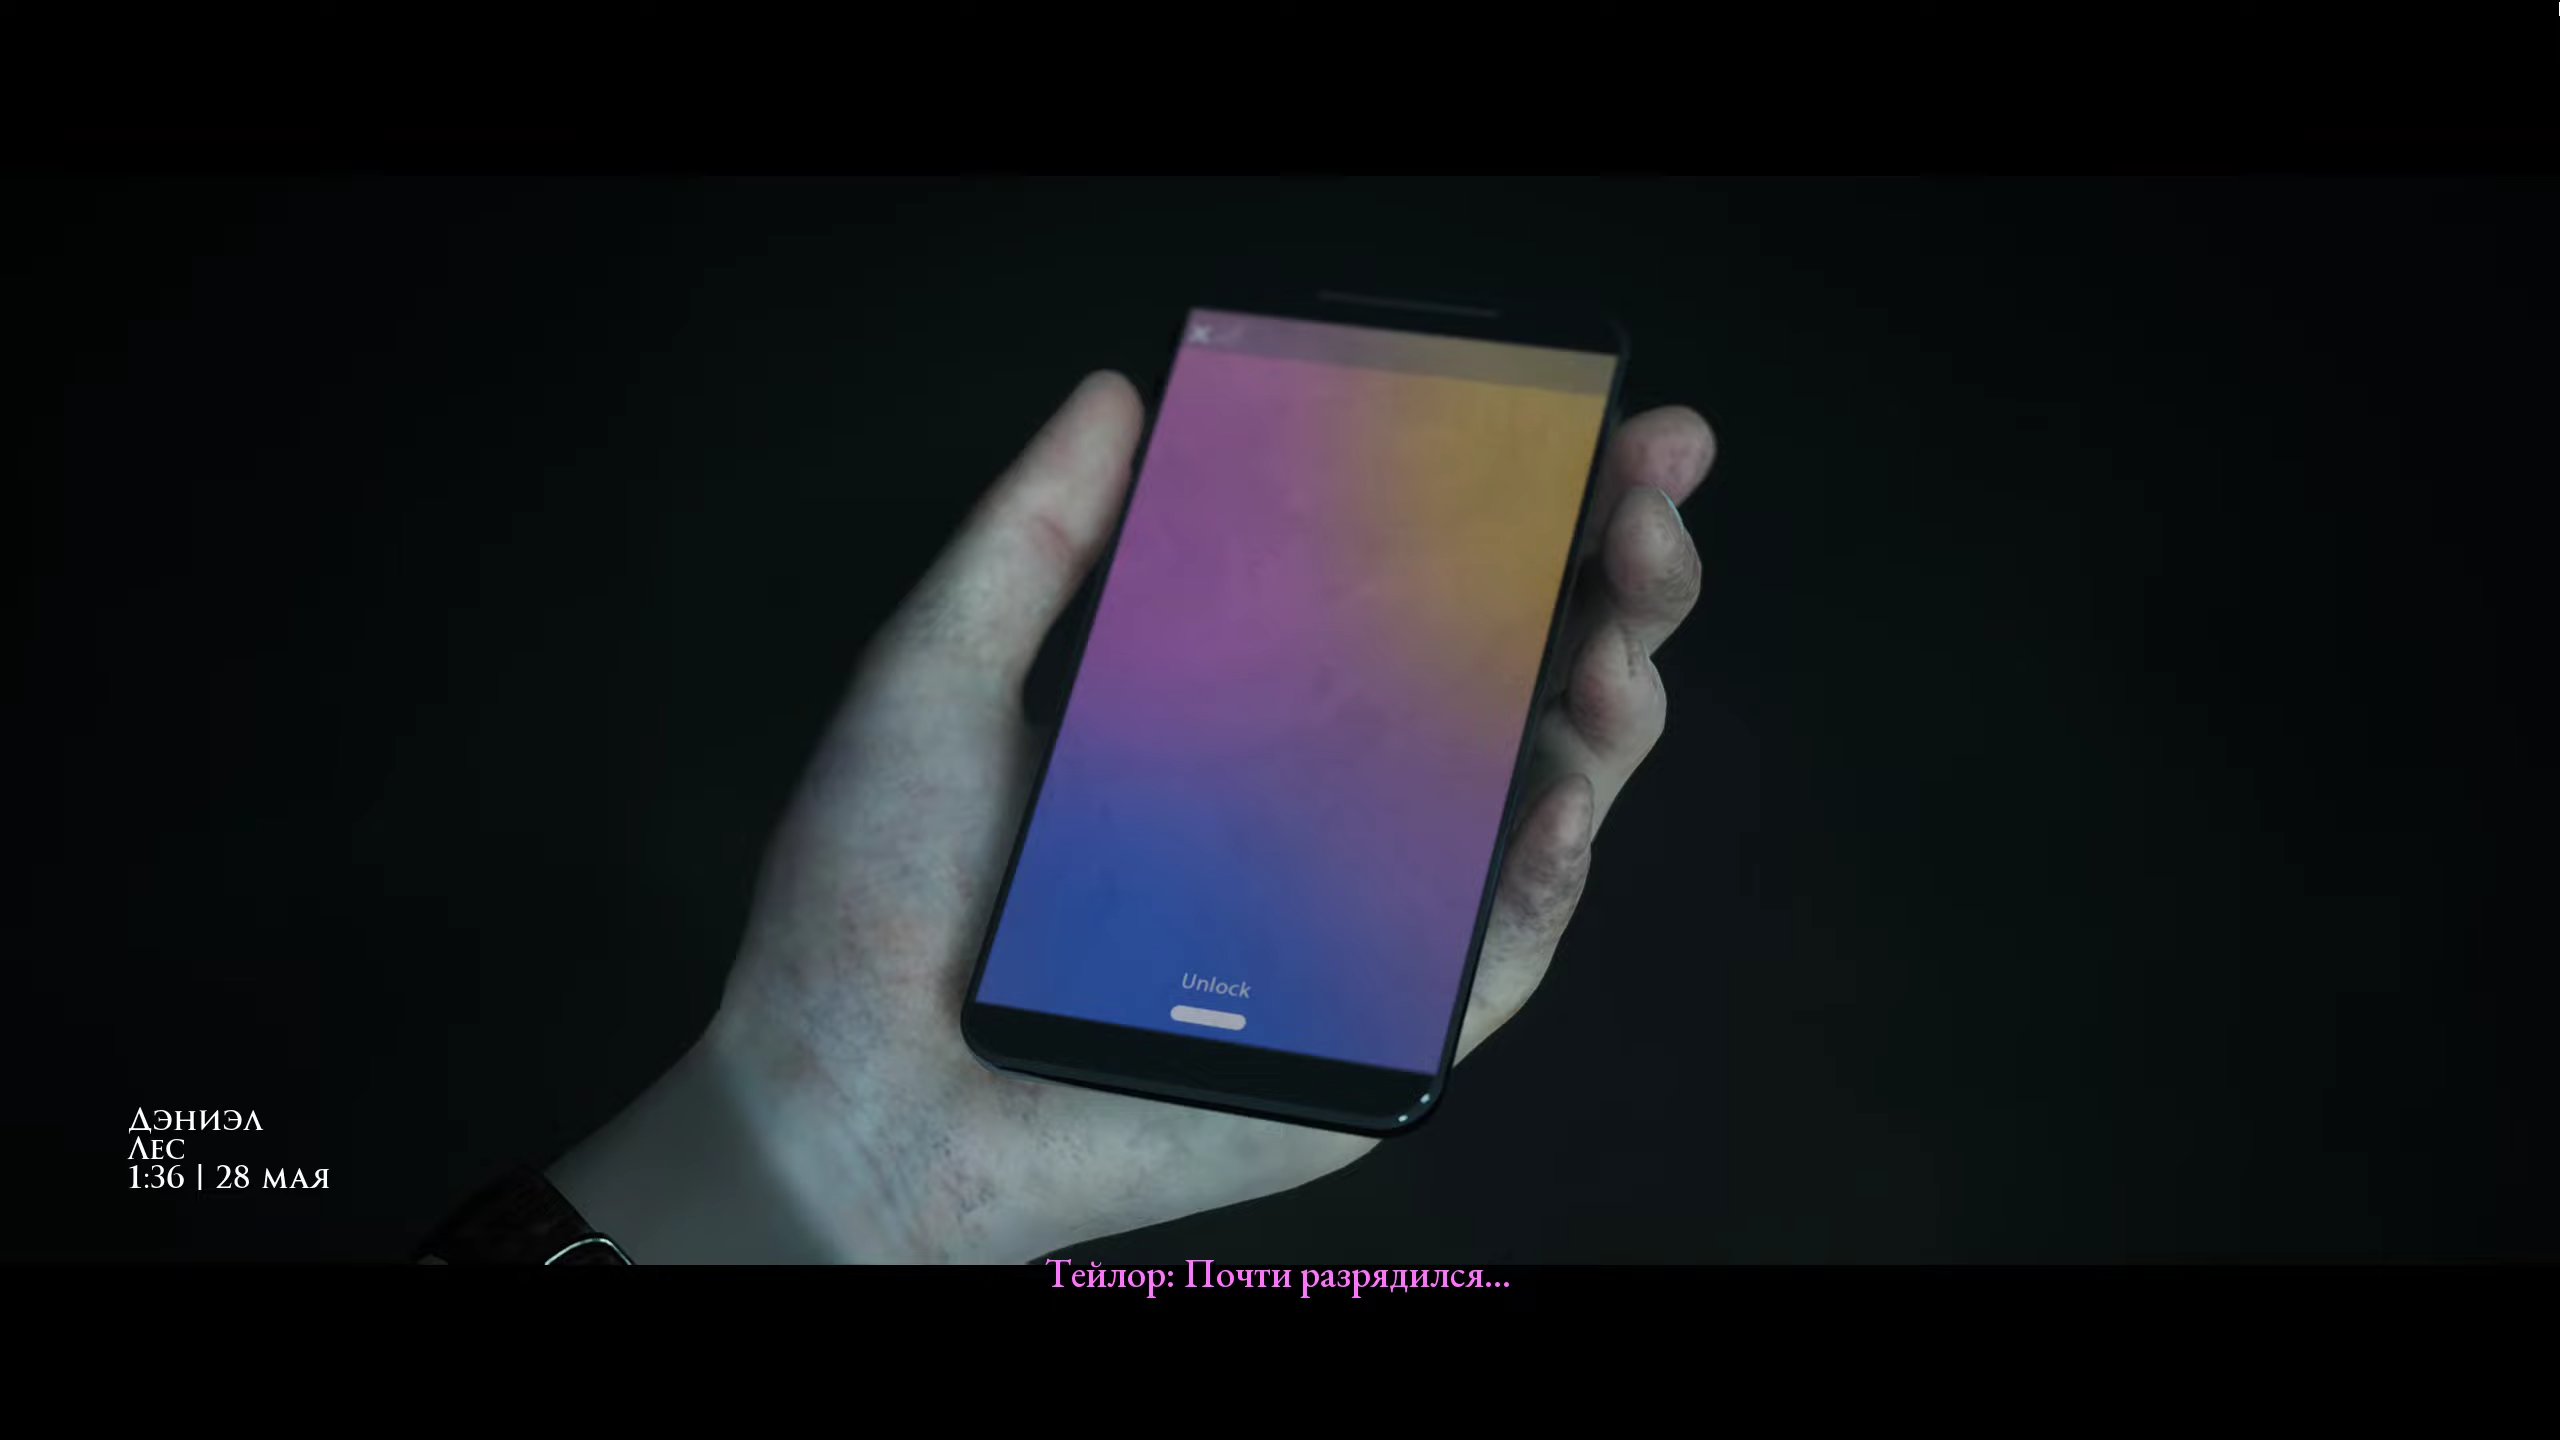 Unlock
Дэниэл
Лес
1:36 | 28 мая
Тейлор: Почти разрядился...